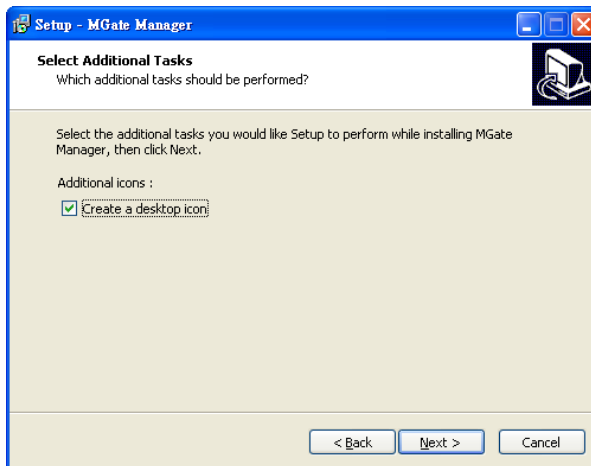 Setup - MGate Manager
Select Additional Tasks
Which additional tasks should be performed?
Select the additional tasks you would like Setup to perform while installing MGate
Manager, then click Next.
Additional icons :
Create a desktop icon
< Back
Next >
Cancel